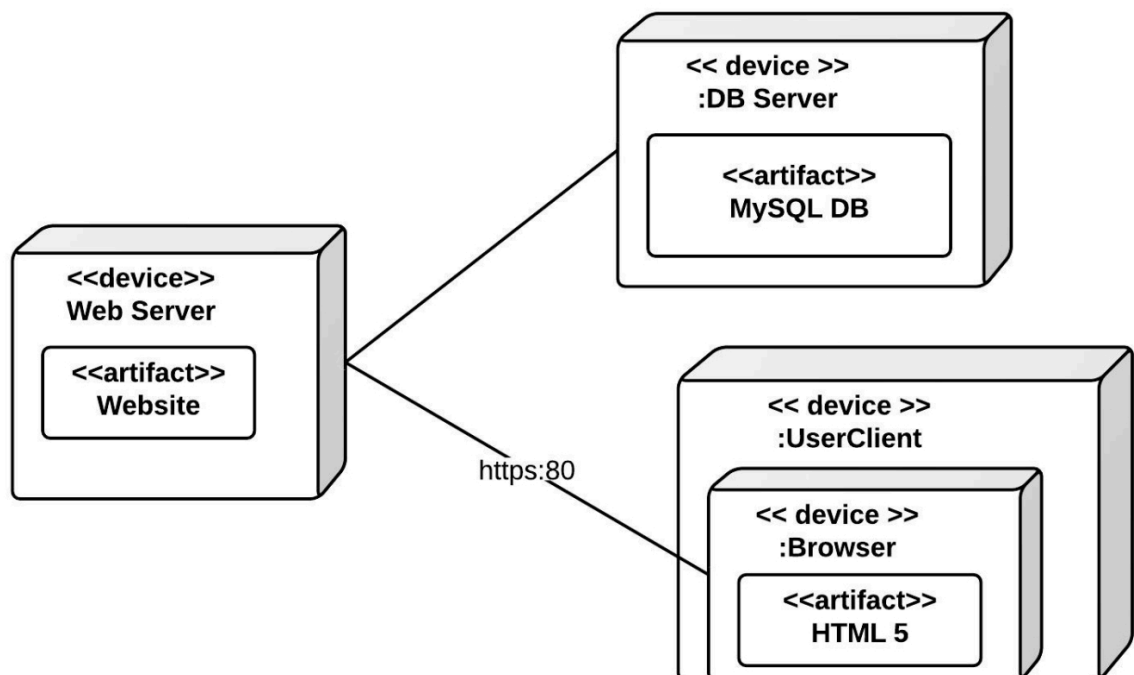 << device >>
:DB Server
<<artifact>>
MySQL DB
<<device>>
Web Server
<<artifact>>
Website
https:80
<< device >>
:UserClient
<< device >>
:Browser
<<artifact>>
HTML 5